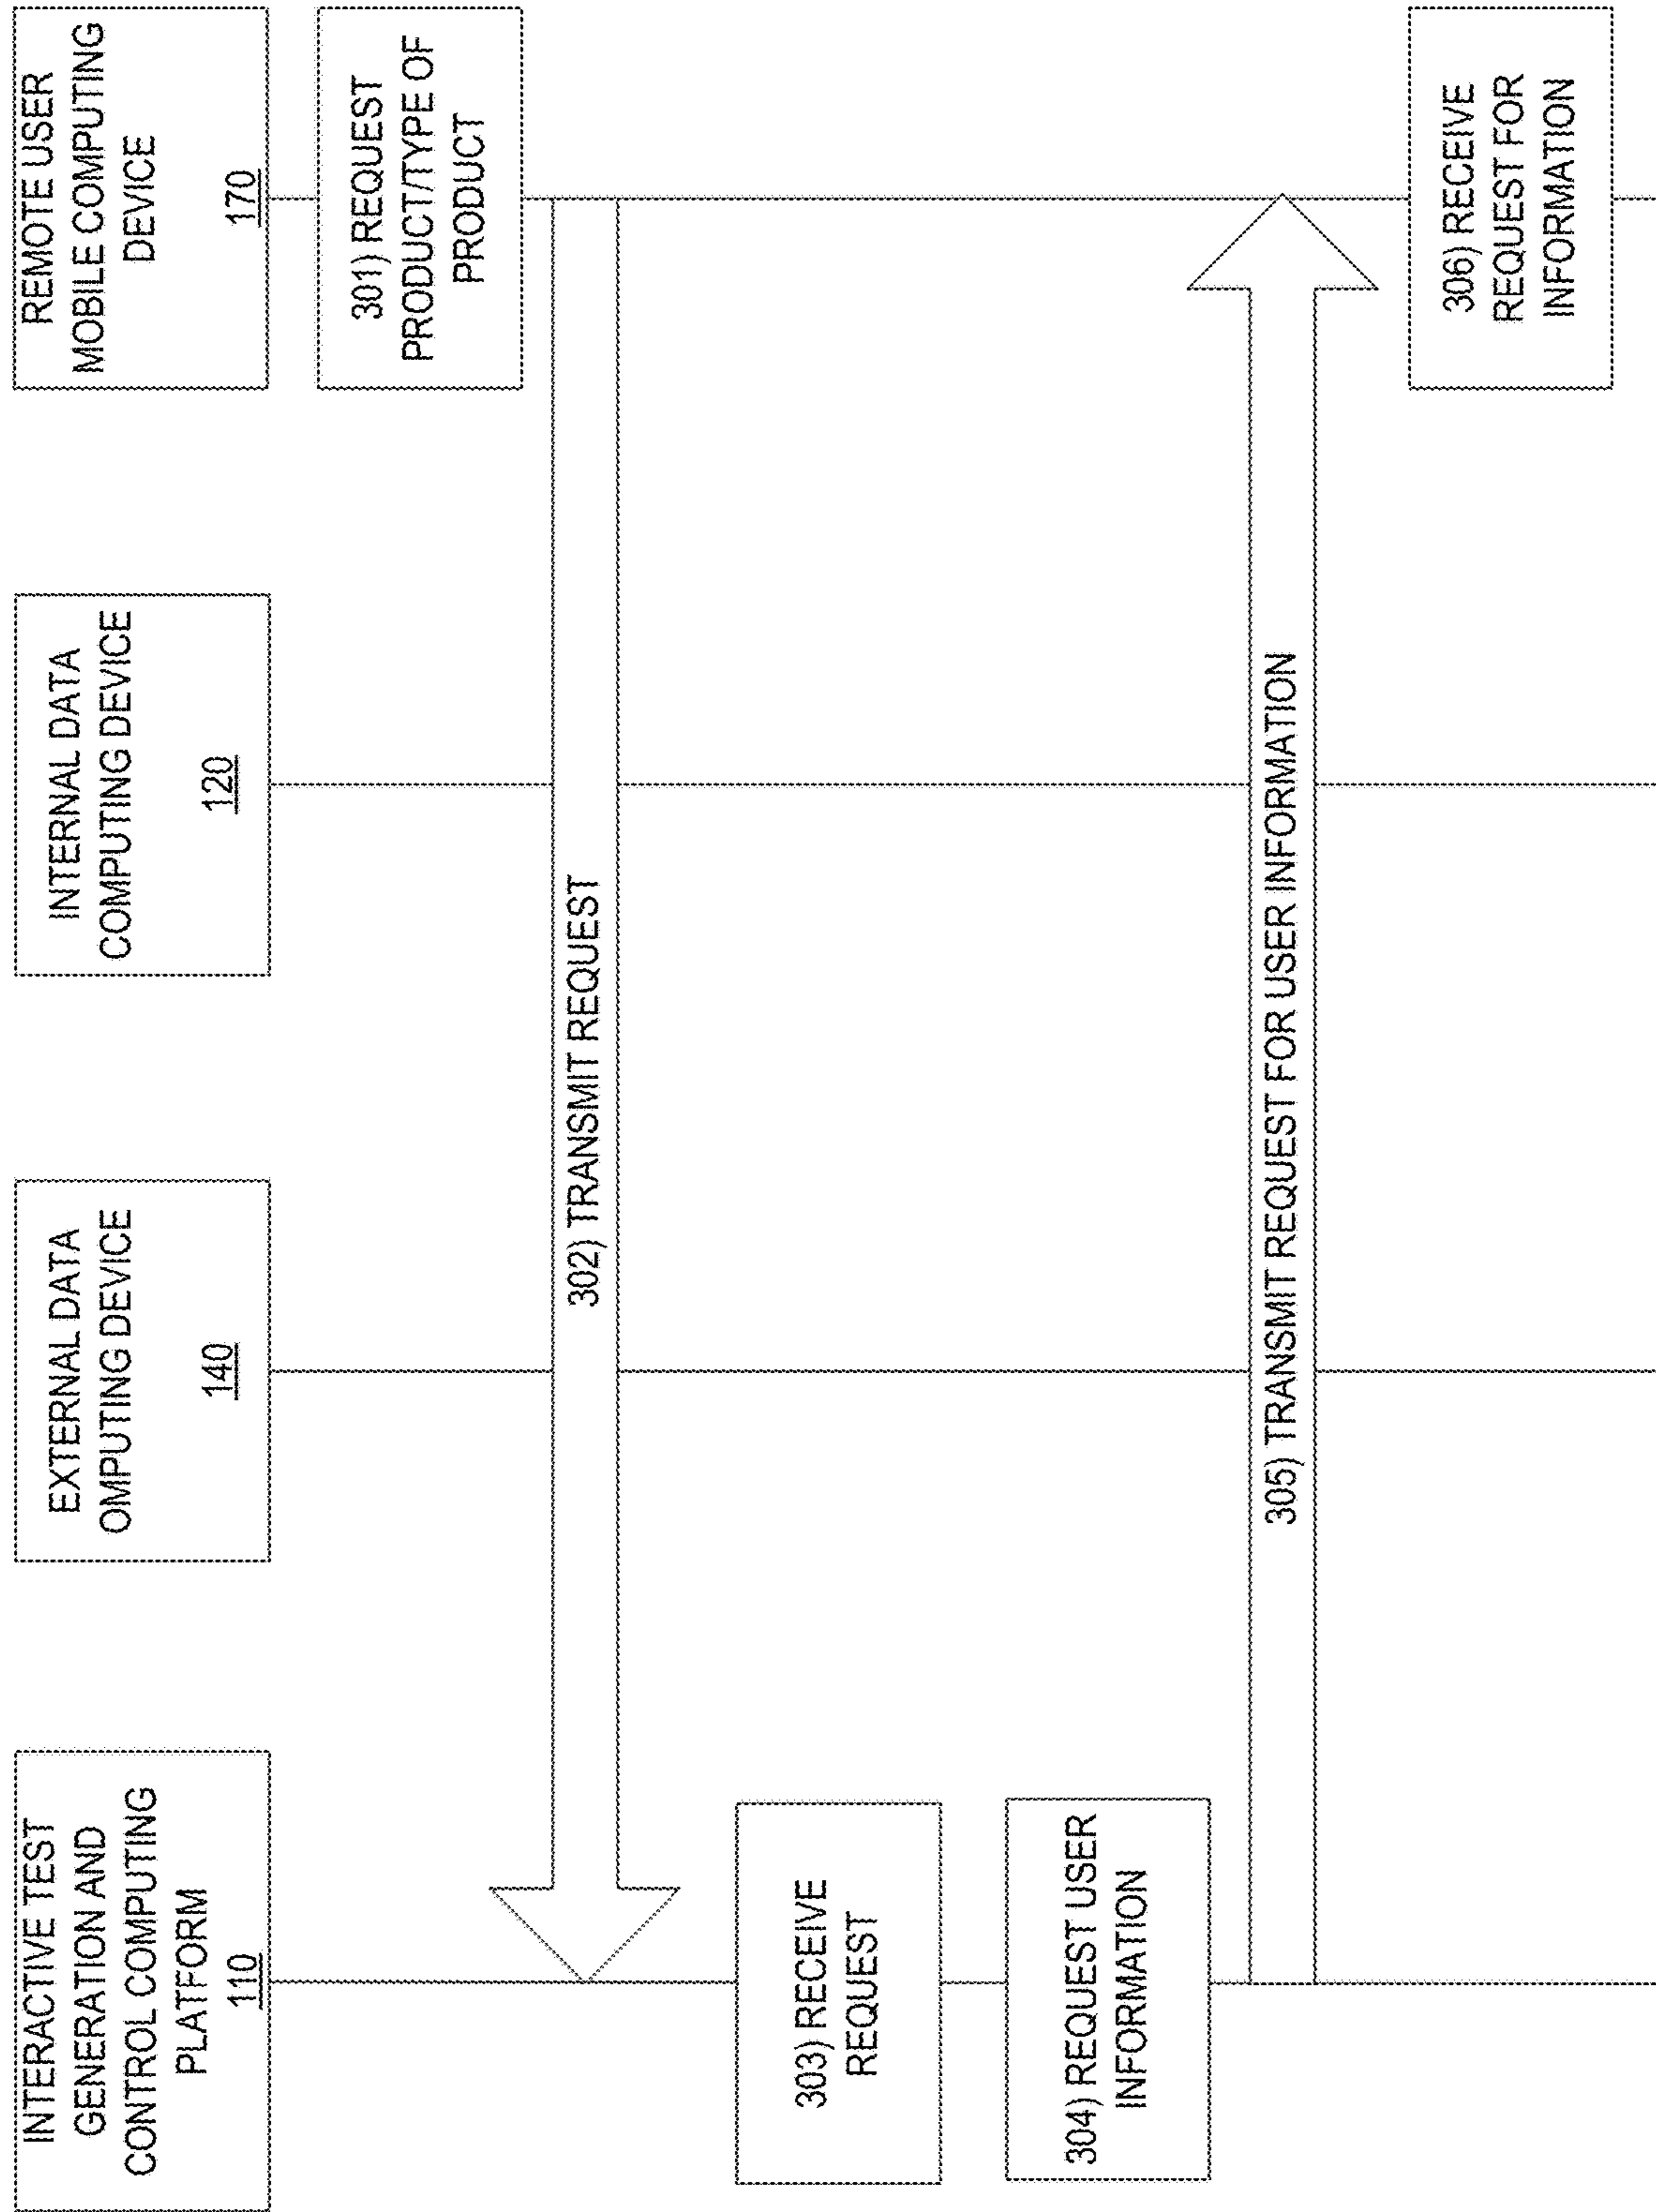 INTERACTIVE TEST
GENERATION AND
CONTROL COMPUTING
PLATFORM
110
EXTERNAL DATA
OMPUTING DEVICE
140
INTERNAL DATA
COMPUTING DEVICE
120
REMOTE USER
MOBILE COMPUTING
DEVICE
170
301) REQUEST
PRODUCT/TYPE OF
PRODUCT
302) TRANSMIT REQUEST
303) RECEIVE
REQUEST
304) REQUEST USER
INFORMATION
305) TRANSMIT REQUEST FOR USER INFORMATION
306) RECEIVE
REQUEST FOR
INFORMATION